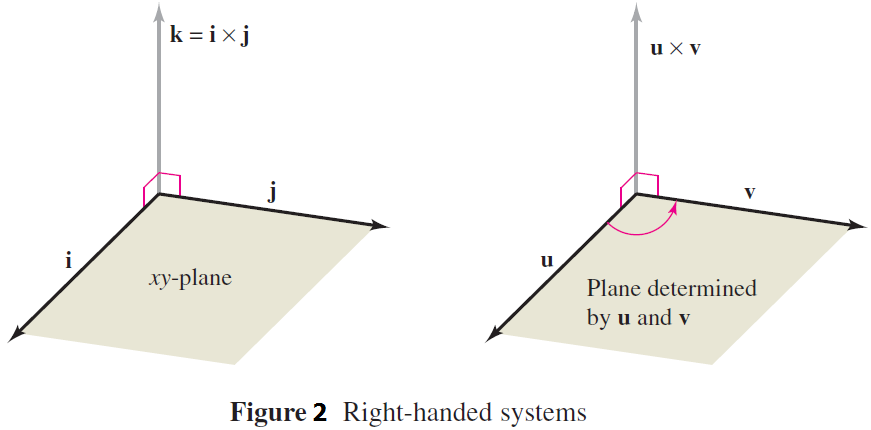 k = i × j
j
i
xy-plane
u × v
v
u
Plane determined
by u and v
Figure 2 Right-handed systems